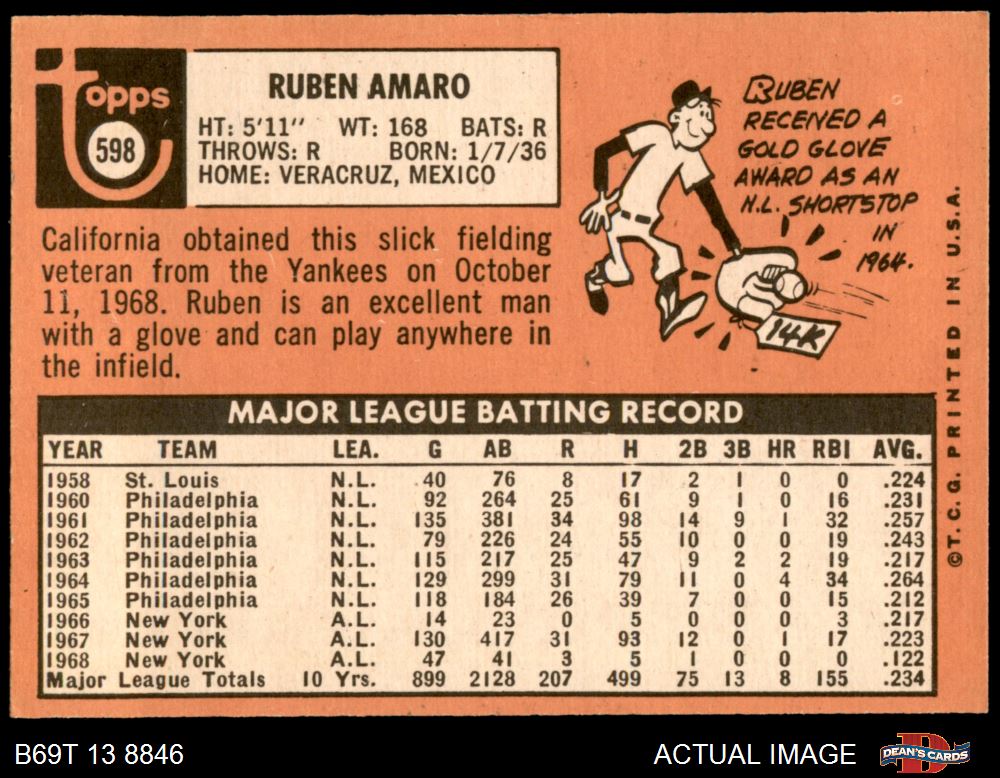 Topps
598
RUBEN AMARO
HT: 5'11" WT: 168 BATS: R
THROWS: R BORN: 1/7/36
HOME: VERACRUZ, MEXICO
California obtained this slick fielding
veteran from the Yankees on October
11, 1968. Ruben is an excellent man
with a glove and can play anywhere in
the infield.
RUBEN
RECEIVED A
GOLD GLOVE
AWARD AS AN
N.L. SHORTSTOP
IN
1964.
14K
MAJOR LEAGUE BATTING RECORD
YEAR TEAM LEA. G AB R H 2B 3B HR RBI AVG.
1958 St. Louis N.L. 40 76 8 17 2 1 0 0 .224
1960 Philadelphia N.L. 92 264 25 61 9 1 0 16 .231
1961 Philadelphia N.L. 135 381 34 98 14 9 1 32 .257
1962 Philadelphia N.L. 79 226 24 55 10 0 0 19 .243
1963 Philadelphia N.L. 115 217 25 47 9 2 2 19 .217
1964 Philadelphia N.L. 129 299 31 79 11 0 4 34 .264
1965 Philadelphia N.L. 118 184 26 39 7 0 0 15 .212
1966 New York A.L. 14 23 0 5 0 0 0 3 .217
1967 New York A.L. 130 417 31 93 12 0 1 17 .223
1968 New York A.L. 47 41 3 5 1 0 0 0 .122
Major League Totals 10 Yrs. 899 2128 207 499 75 13 8 155 .234
© T. C. G. PRINTED IN U.S.A.
B69T 13 8846
ACTUAL IMAGE
DEAN'S CARDS